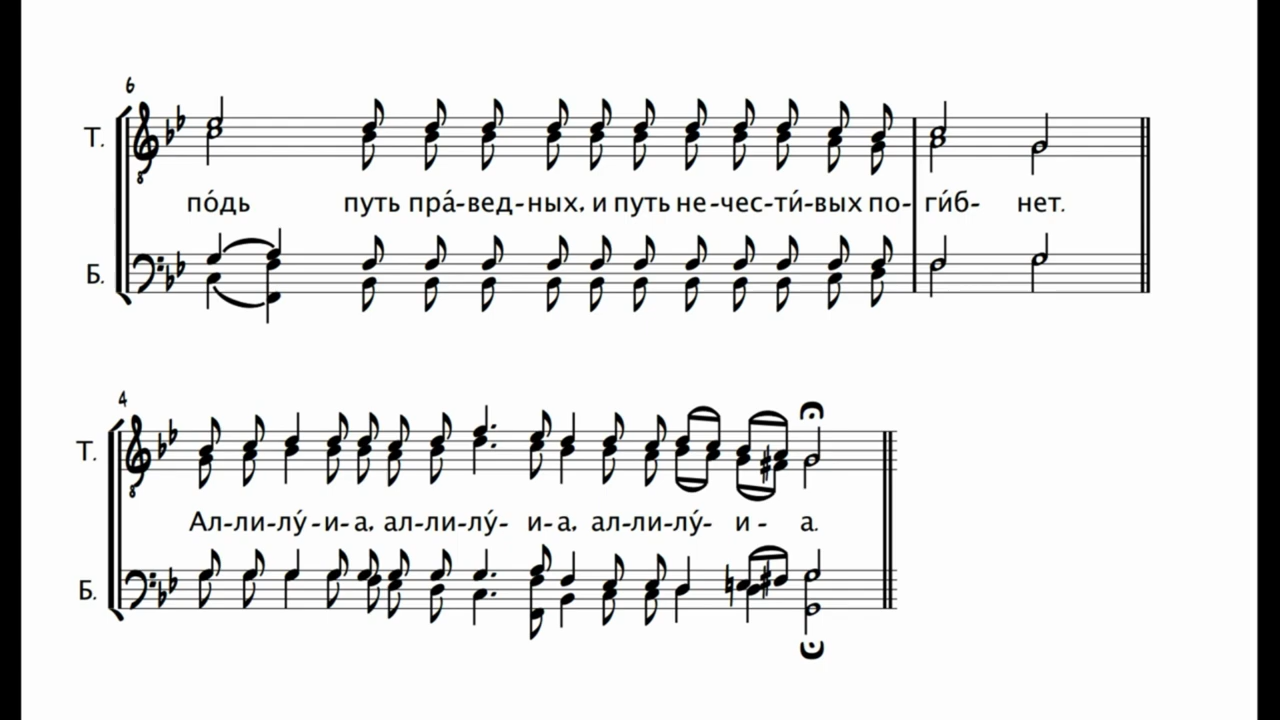 6
Т.
по́дь путь пра́-вед-ных. и путь не-чес-ти́-вых по- ги́б- нет.
Б.
4
Т.
Ал-ли-лу́-и-а. ал-ли-лу́- и-а. ал-ли-лу́- и- а.
Б.